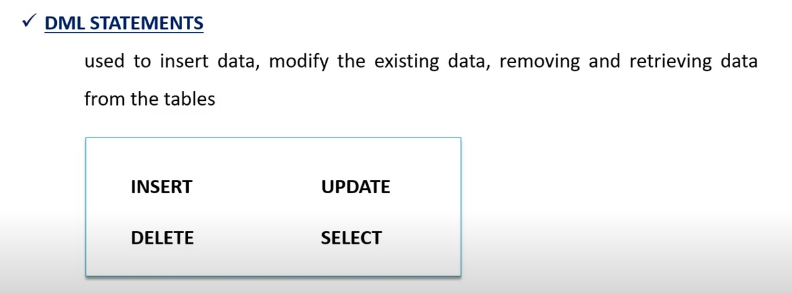 ✓ DML STATEMENTS
used to insert data, modify the existing data, removing and retrieving data
from the tables
INSERT UPDATE
DELETE SELECT